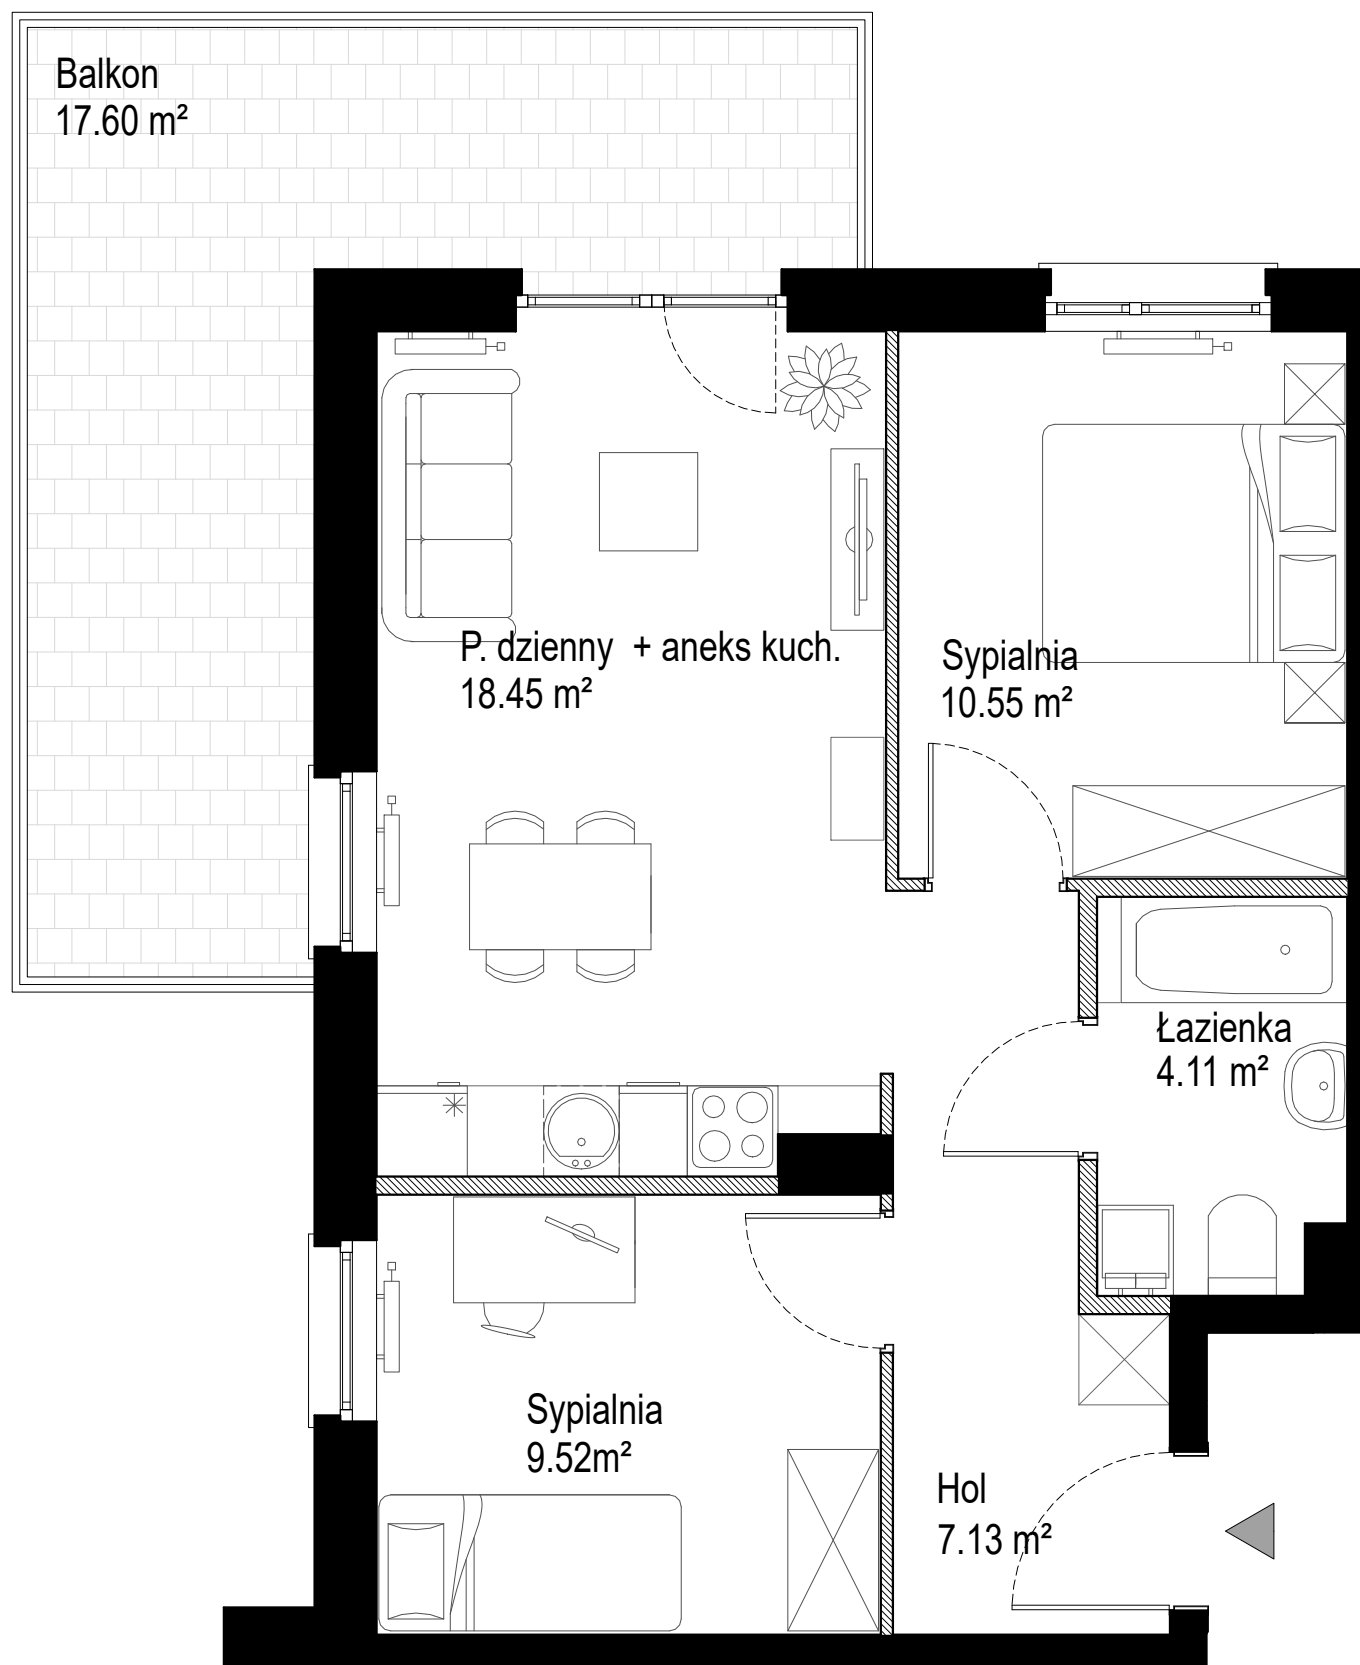 Balkon
17.60 m²
P. dzienny + aneks kuch.
18.45 m²
Sypialnia
10.55 m²
Łazienka
4.11 m²
Sypialnia
9.52m²
Hol
7.13 m²